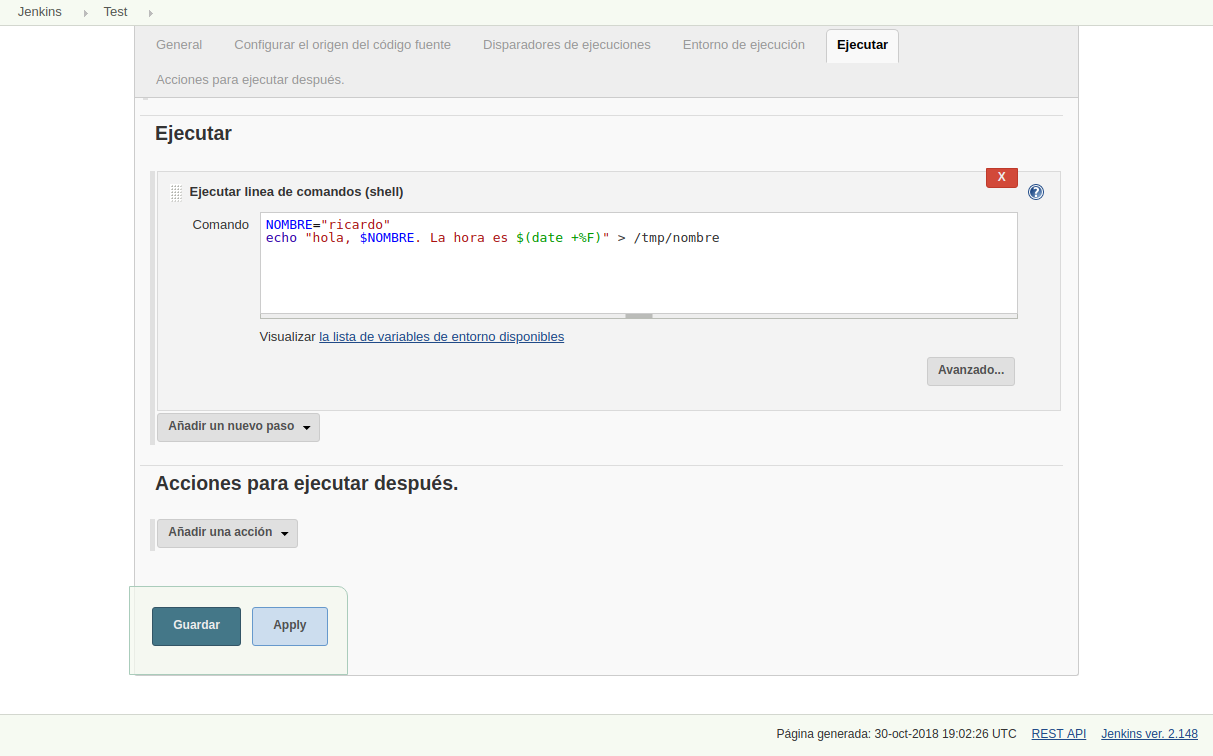 Jenkins Test
General Configurar el origen del código fuente Disparadores de ejecuciones Entorno de ejecución Ejecutar
Acciones para ejecutar después.
Ejecutar
X
Ejecutar linea de comandos (shell) ?
Comando NOMBRE="ricardo"
echo "hola, $NOMBRE. La hora es $(date +%F)" > /tmp/nombre
Visualizar la lista de variables de entorno disponibles
Avanzado...
Añadir un nuevo paso
Acciones para ejecutar después.
Añadir una acción
Guardar Apply
Página generada: 30-oct-2018 19:02:26 UTC REST API Jenkins ver. 2.148